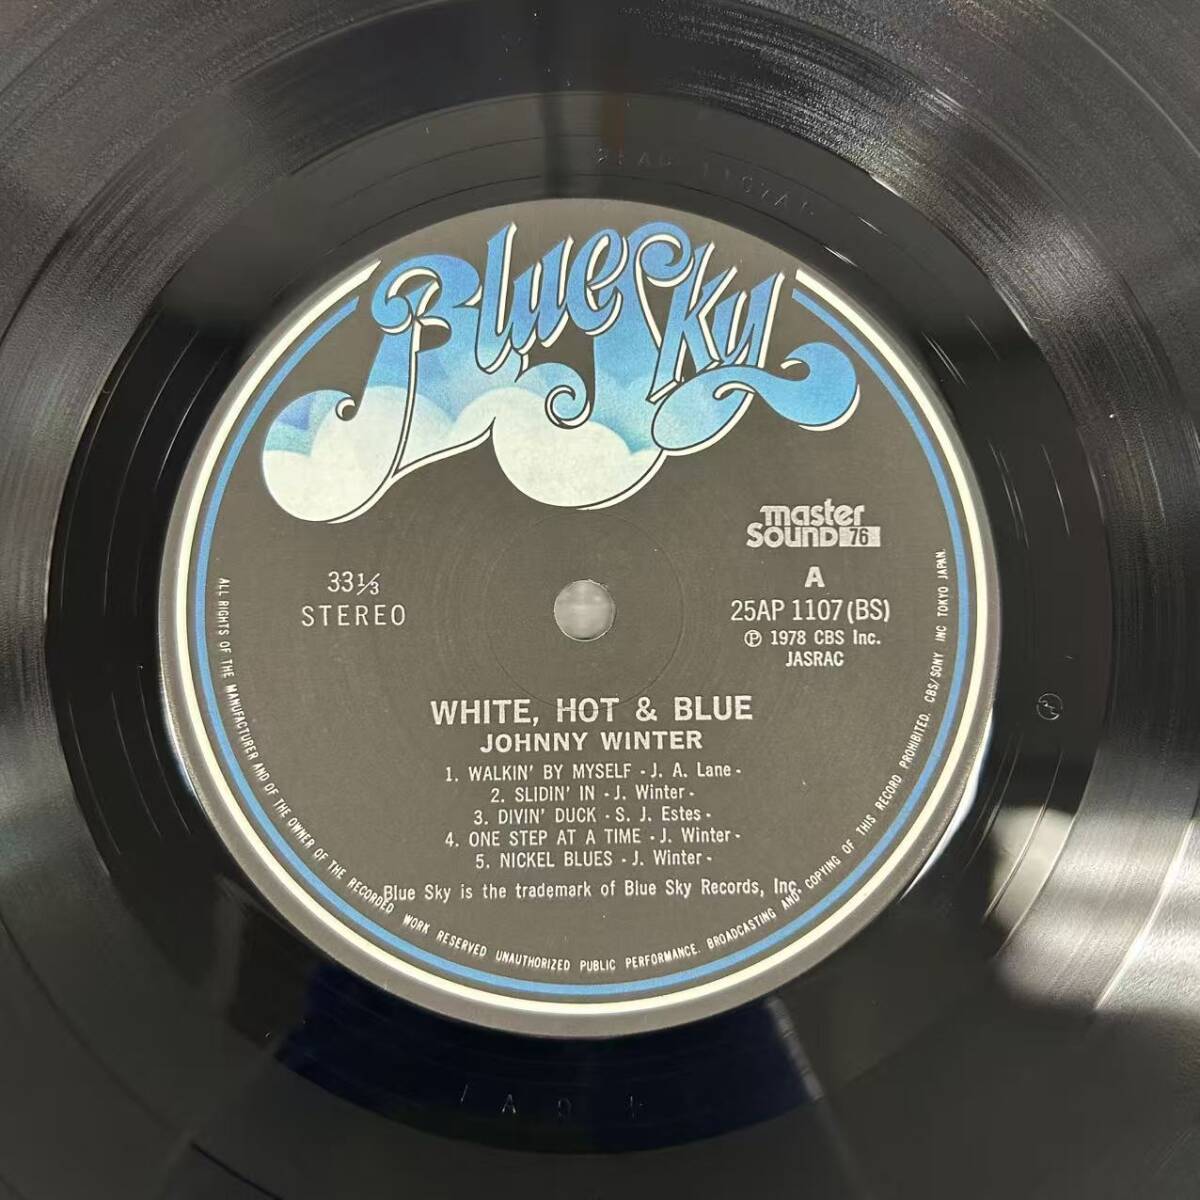 25AP 1107A1
Blue Sky
master
SOUND 76
33⅓
STEREO
A
25AP 1107(BS)
Ⓟ 1978 CBS Inc.
JASRAC
WHITE, HOT & BLUE
JOHNNY WINTER
1. WALKIN' BY MYSELF - J. A. Lane -
2. SLIDIN' IN - J. Winter -
3. DIVIN' DUCK - S. J. Estes -
4. ONE STEP AT A TIME - J. Winter -
5. NICKEL BLUES - J. Winter -
Blue Sky is the trademark of Blue Sky Records, Inc.
ALL RIGHTS OF THE MANUFACTURER AND OF THE OWNER OF THE RECORDED WORK RESERVED UNAUTHORIZED PUBLIC PERFORMANCE. BROADCASTING AND COPYING OF THIS RECORD PROHIBITED. CBS/SONY INC TOKYO JAPAN.